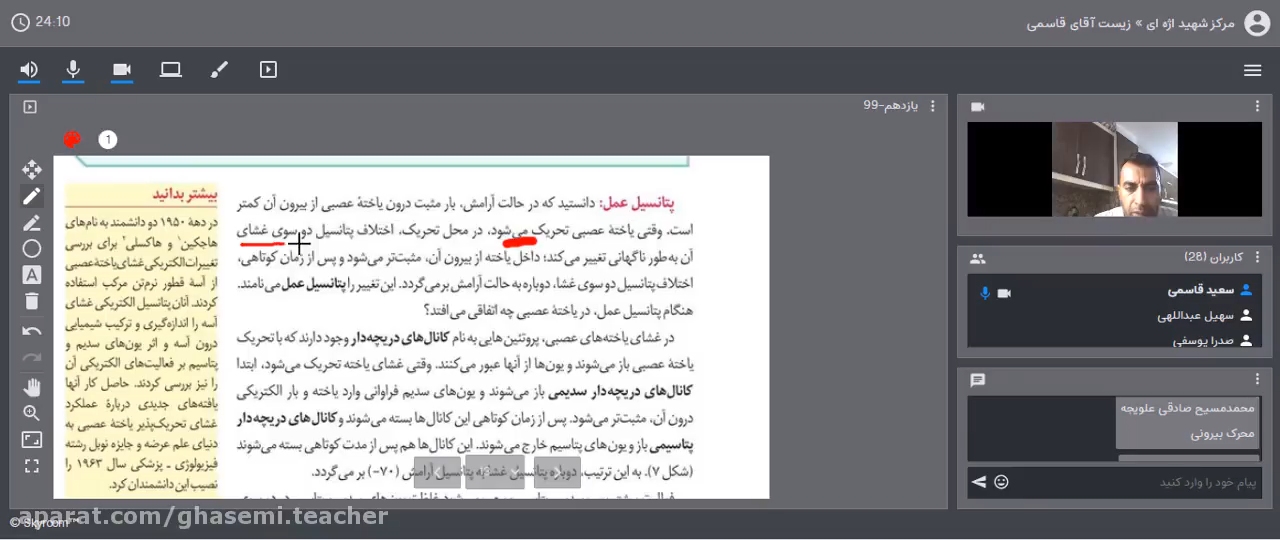 24:10
مرکز شهید اژه ای » زیست آقای قاسمی
یازدهم-99
1
پتانسیل عمل: دانستید که در حالت آرامش، بار مثبت درون یاختهٔ عصبی از بیرون آن کمتر
است. وقتی یاختهٔ عصبی تحریک می‌شود، در محل تحریک، اختلاف پتانسیل دو سوی غشای
آن به‌طور ناگهانی تغییر می‌کند؛ داخل یاخته از بیرون آن، مثبت‌تر می‌شود و پس از زمان کوتاهی،
اختلاف پتانسیل دو سوی غشا، دوباره به حالت آرامش بر می‌گردد. این تغییر را پتانسیل عمل می‌نامند.
هنگام پتانسیل عمل، در یاختهٔ عصبی چه اتفاقی می‌افتد؟
در غشای یاخته‌های عصبی، پروتئین هایی به نام کانال‌های دریچه‌دار وجود دارند که با تحریک
یاختهٔ عصبی باز می‌شوند و یون‌ها از آنها عبور می‌کنند. وقتی غشای یاخته تحریک می‌شود، ابتدا
کانال‌های دریچه‌دار سدیمی باز می‌شوند و یون‌های سدیم فراوانی وارد یاخته و بار الکتریکی
درون آن، مثبت‌تر می‌شود. پس از زمان کوتاهی این کانال‌ها بسته می‌شوند و کانال‌های دریچه‌دار
پتاسیمی باز و یون‌های پتاسیم خارج می‌شوند. این کانال‌ها هم پس از مدت کوتاهی بسته می‌شوند
(شکل ۷). به این ترتیب، دوباره پتانسیل غشا به پتانسیل آرامش (۷۰−) بر می‌گردد.
بیشتر بدانید
در دههٔ ۱۹۵۰ دو دانشمند به نام‌های
هاجکین۱ و هاکسلی۲ برای بررسی
تغییرات الکتریکی غشای یاختهٔ عصبی
از آسهٔ قطور نرم‌تن مرکب استفاده
کردند. آنان پتانسیل الکتریکی غشای
آسه را اندازه‌گیری و ترکیب شیمیایی
درون آسه و اثر یون‌های سدیم و
پتاسیم بر فعالیت‌های الکتریکی آن
را نیز بررسی کردند. حاصل کار آنها
یافته‌های جدیدی دربارهٔ عملکرد
غشای تحریک‌پذیر یاختهٔ عصبی به
دنیای علم عرضه و جایزه نوبل رشته
فیزیولوژی - پزشکی سال ۱۹۶۳ را
نصیب این دانشمندان کرد.
کاربران (28)
سعید قاسمی
سهیل عبداللهی
صدرا یوسفی
محمدمسیح صادقی علویجه
محرک بیرونی
پیام خود را وارد کنید
aparat.com/ghasemi.teacher
© Skyroom™